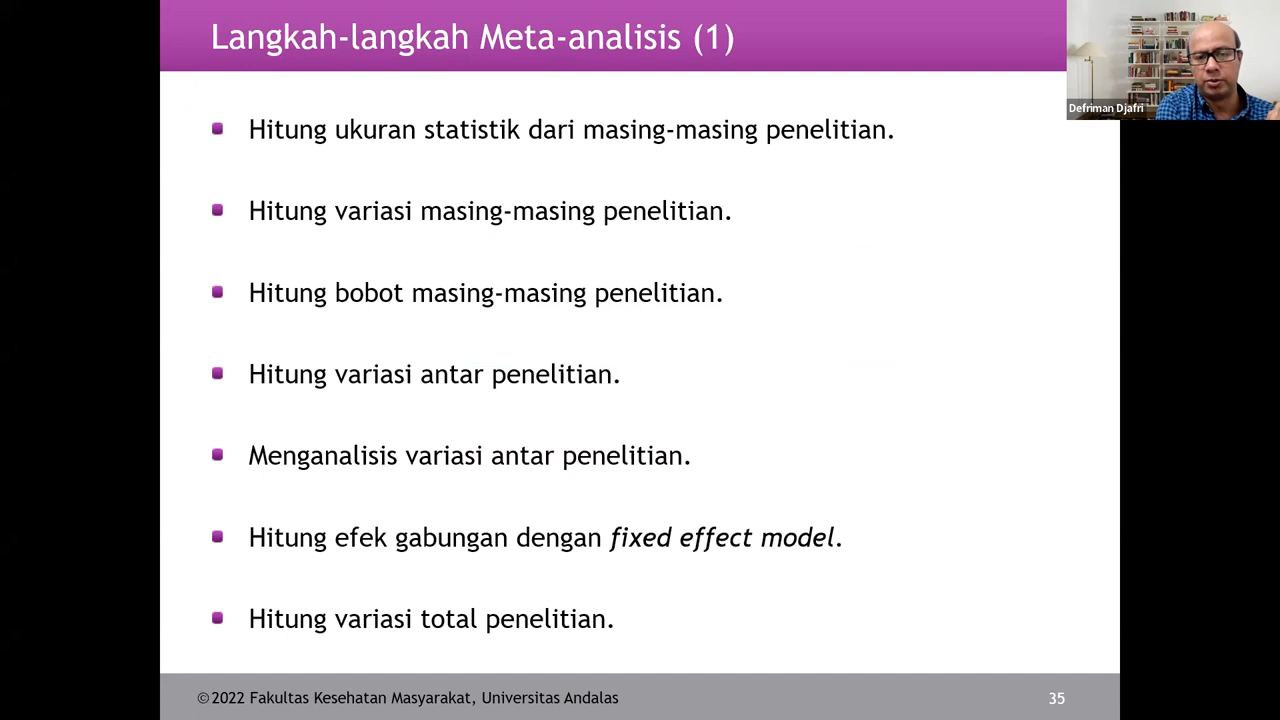 Langkah-langkah Meta-analisis (1)
Defriman Djafri
Hitung ukuran statistik dari masing-masing penelitian.
Hitung variasi masing-masing penelitian.
Hitung bobot masing-masing penelitian.
Hitung variasi antar penelitian.
Menganalisis variasi antar penelitian.
Hitung efek gabungan dengan fixed effect model.
Hitung variasi total penelitian.
©2022 Fakultas Kesehatan Masyarakat, Universitas Andalas
35